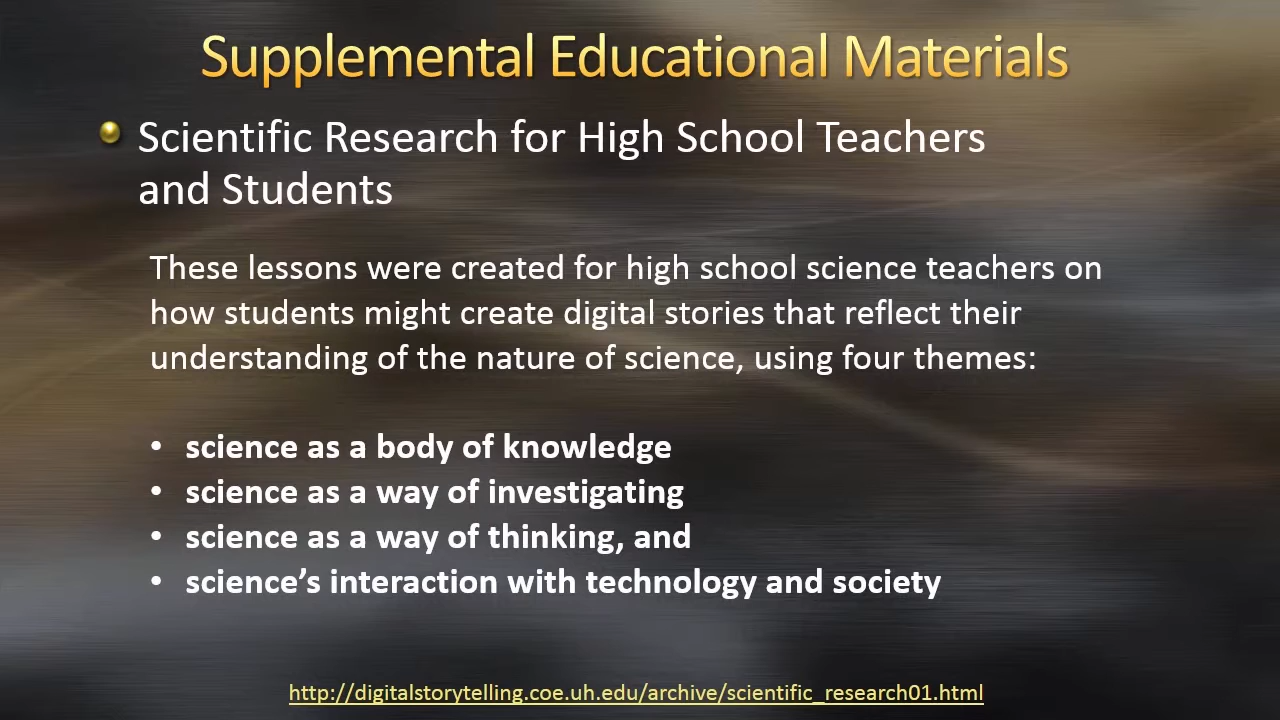 Supplemental Educational Materials
Scientific Research for High School Teachers
and Students
These lessons were created for high school science teachers on
how students might create digital stories that reflect their
understanding of the nature of science, using four themes:
• science as a body of knowledge
• science as a way of investigating
• science as a way of thinking, and
• science’s interaction with technology and society
http://digitalstorytelling.coe.uh.edu/archive/scientific_research01.html